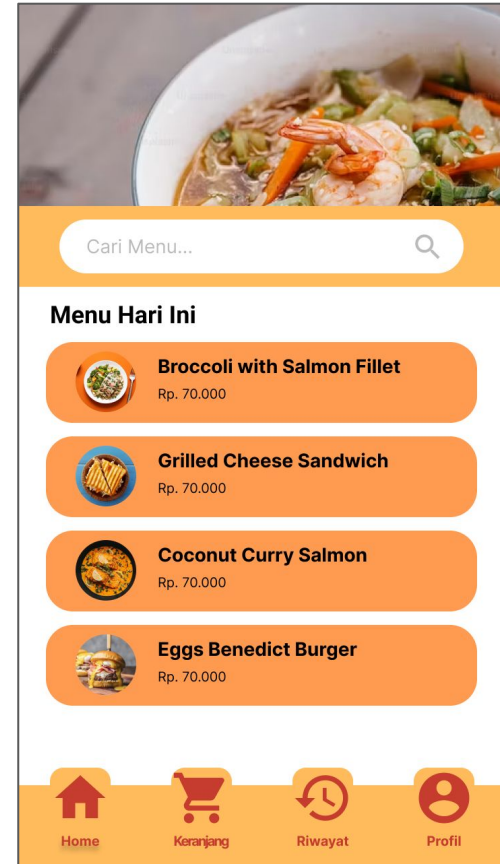 Cari Menu...
Menu Hari Ini
Broccoli with Salmon Fillet
Rp. 70.000
Grilled Cheese Sandwich
Rp. 70.000
Coconut Curry Salmon
Rp. 70.000
Eggs Benedict Burger
Rp. 70.000
Home Keranjang Riwayat Profil